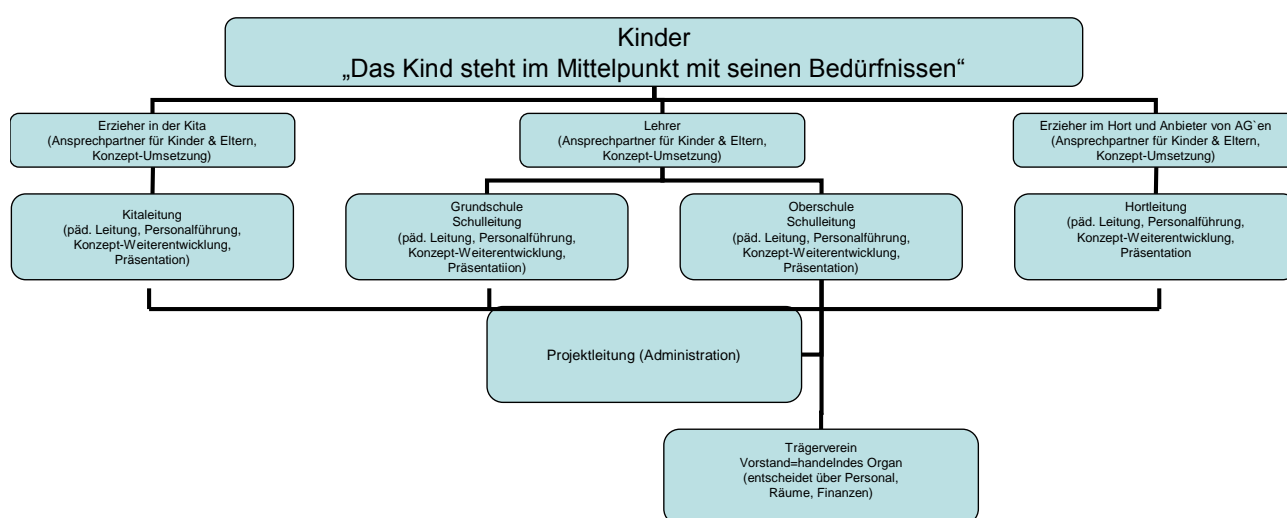 Kinder
„Das Kind steht im Mittelpunkt mit seinen Bedürfnissen“
Erzieher in der Kita
(Ansprechpartner für Kinder & Eltern,
Konzept-Umsetzung)
Lehrer
(Ansprechpartner für Kinder & Eltern,
Konzept-Umsetzung)
Erzieher im Hort und Anbieter von AG`en
(Ansprechpartner für Kinder & Eltern,
Konzept-Umsetzung)
Kitaleitung
(päd. Leitung, Personalführung,
Konzept-Weiterentwicklung,
Präsentation)
Grundschule
Schulleitung
(päd. Leitung, Personalführung,
Konzept-Weiterentwicklung,
Präsentatiion)
Oberschule
Schulleitung
(päd. Leitung, Personalführung,
Konzept-Weiterentwicklung,
Präsentation)
Hortleitung
(päd. Leitung, Personalführung,
Konzept-Weiterentwicklung,
Präsentation
Projektleitung (Administration)
Trägerverein
Vorstand=handelndes Organ
(entscheidet über Personal,
Räume, Finanzen)